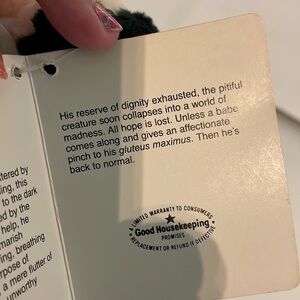 His reserve of dignity exhausted, the pitiful
creature soon collapses into a world of
madness. All hope is lost. Unless a babe
comes along and gives an affectionate
pinch to his gluteus maximus. Then he's
back to normal.
LIMITED WARRANTY TO CONSUMERS
★
Good Housekeeping
PROMISES
REPLACEMENT OR REFUND IF DEFECTIVE
tered by
ing, this
to the dark
ed by the
help, he
marish
ing, breathing
rpose of
a mere flutter of
unworthy